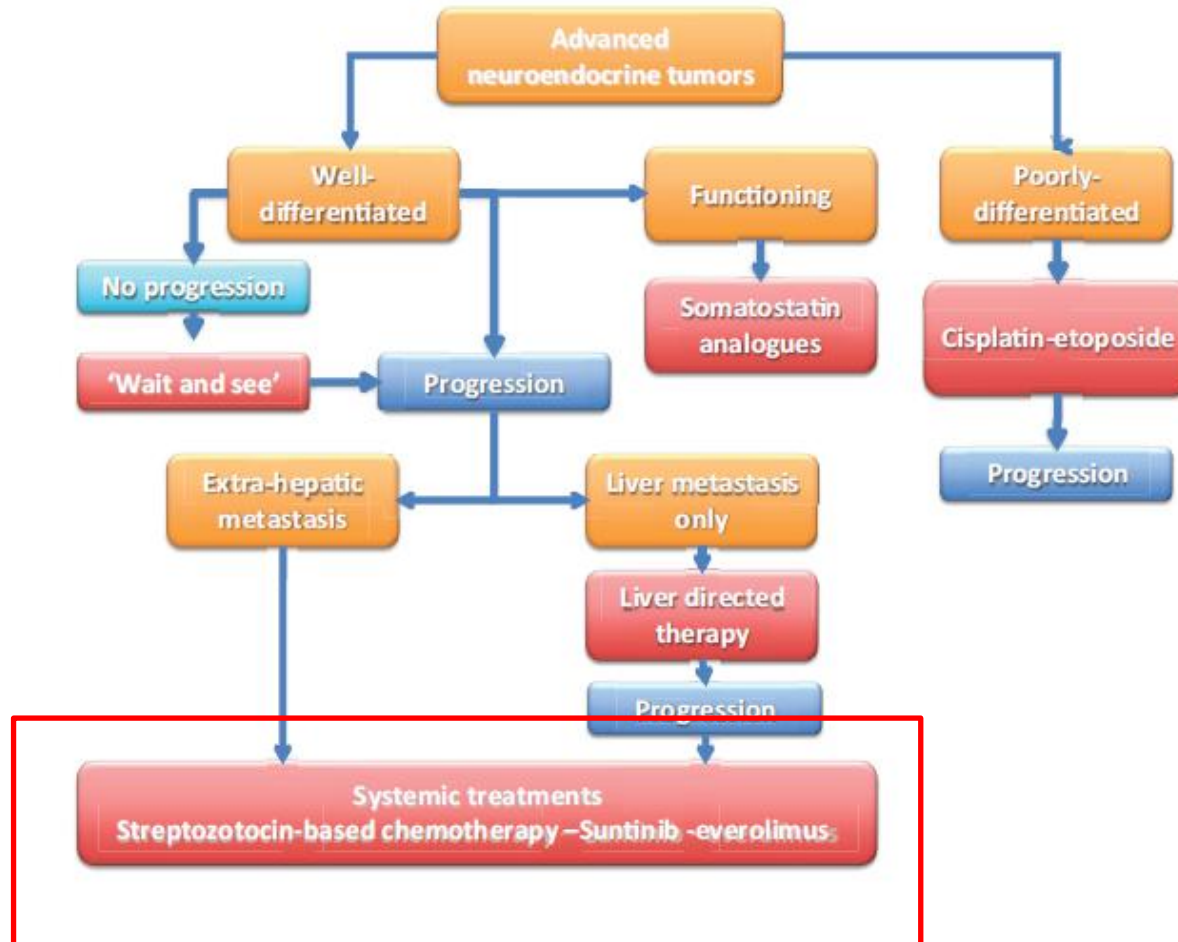 Advanced
neuroendocrine tumors
Well-
differentiated
Functioning
Poorly-
differentiated
No progression
Somatostatin
analogues
Cisplatin-etoposide
'Wait and see'
Progression
Progression
Extra-hepatic
metastasis
Liver metastasis
only
Liver directed
therapy
Progression
Systemic treatments
Streptozotocin-based chemotherapy –Suntinib -everolimus